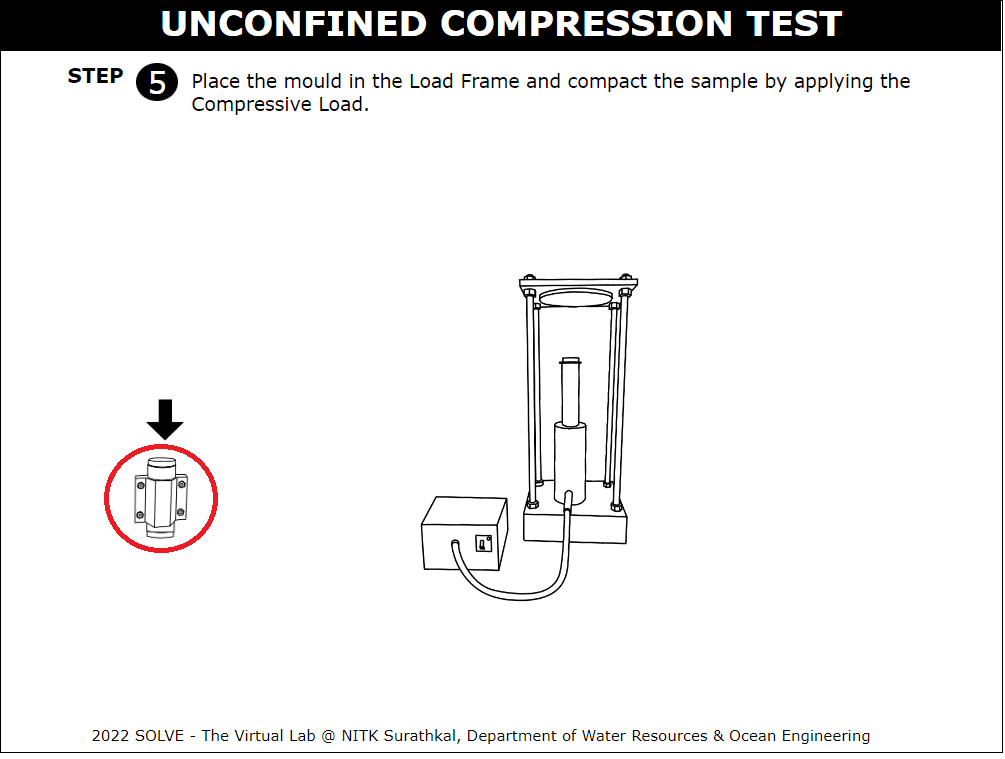 UNCONFINED COMPRESSION TEST
STEP 5 Place the mould in the Load Frame and compact the sample by applying the
Compressive Load.
2022 SOLVE - The Virtual Lab @ NITK Surathkal, Department of Water Resources & Ocean Engineering